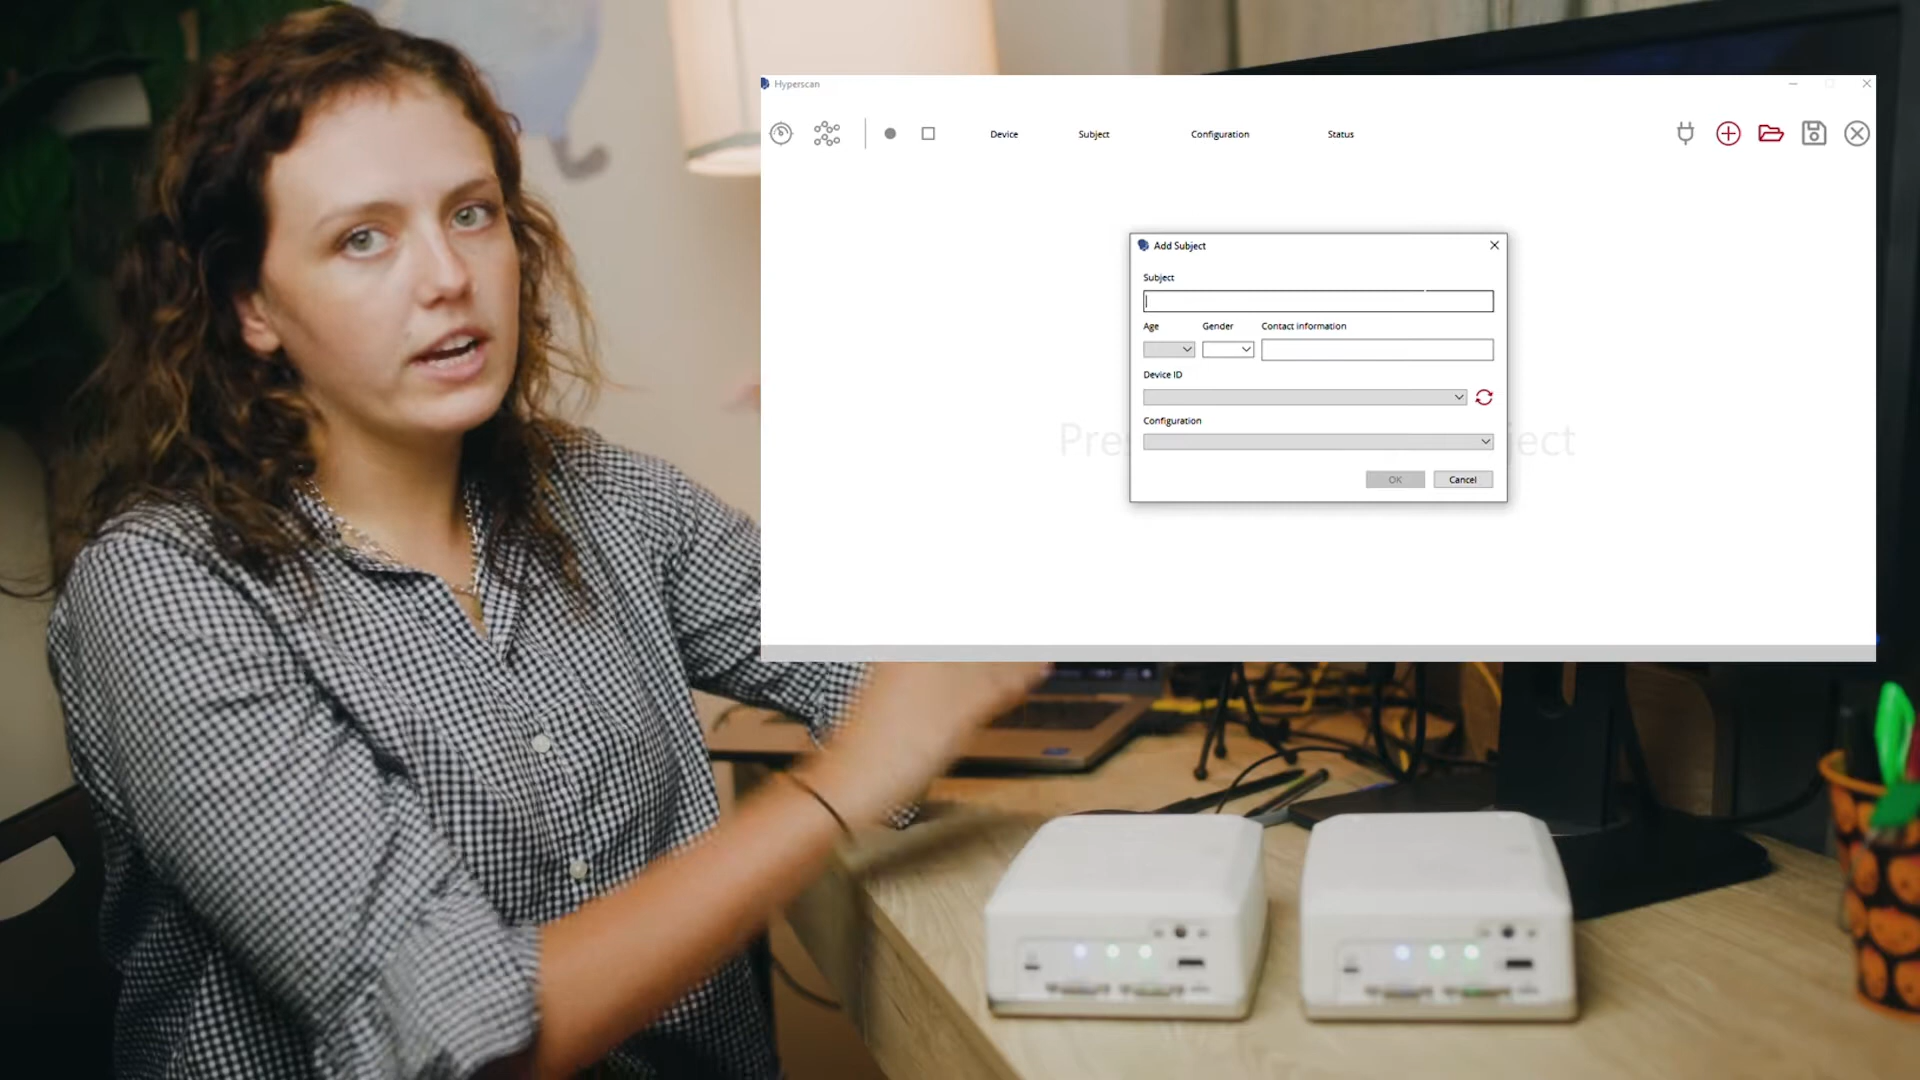 Hyperscan
Device Subject Configuration Status
Add Subject
Subject
Age Gender Contact information
Device ID
Configuration
OK Cancel